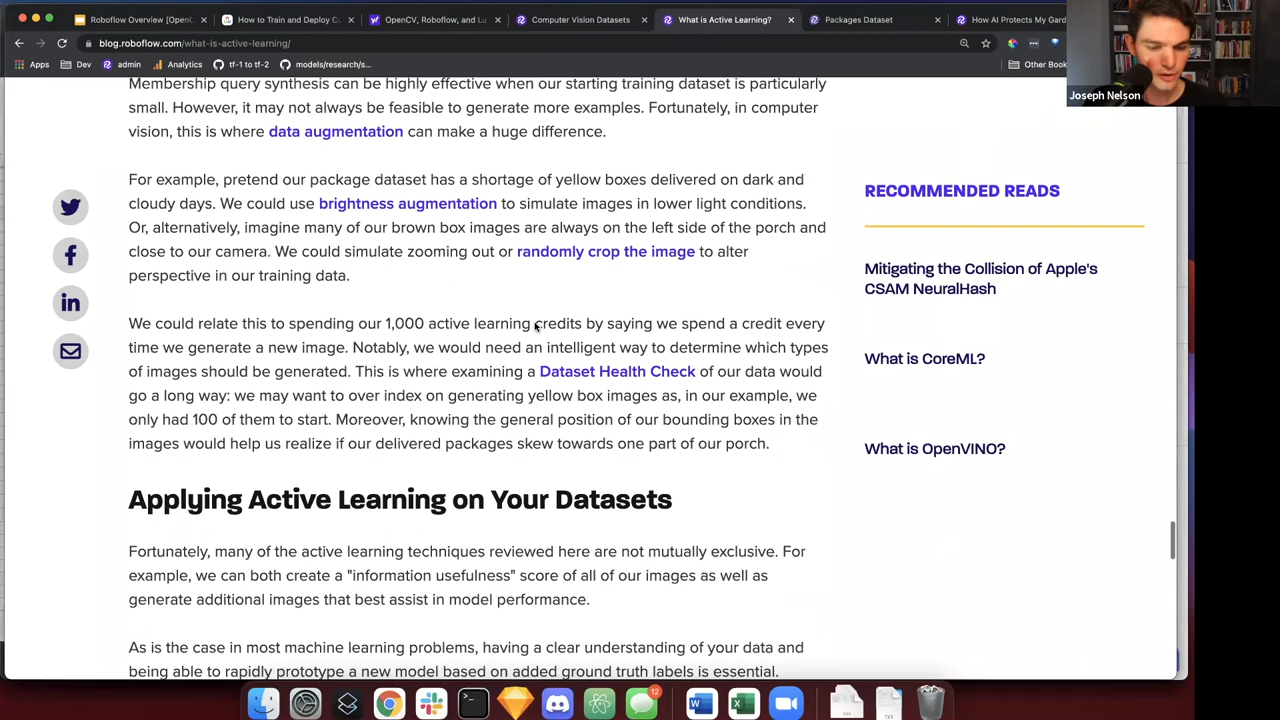 Roboflow Overview [OpenC
How to Train and Deploy Cu
OpenCV, Roboflow, and Lu
Computer Vision Datasets
What is Active Learning?
Packages Dataset
How AI Protects My Gard
blog.roboflow.com/what-is-active-learning/
Apps
Dev
admin
Analytics
tf-1 to tf-2
models/research/s...
Other Book
Joseph Nelson
Membership query synthesis can be highly effective when our starting training dataset is particularly
small. However, it may not always be feasible to generate more examples. Fortunately, in computer
vision, this is where data augmentation can make a huge difference.
For example, pretend our package dataset has a shortage of yellow boxes delivered on dark and
cloudy days. We could use brightness augmentation to simulate images in lower light conditions.
Or, alternatively, imagine many of our brown box images are always on the left side of the porch and
close to our camera. We could simulate zooming out or randomly crop the image to alter
perspective in our training data.
We could relate this to spending our 1,000 active learning credits by saying we spend a credit every
time we generate a new image. Notably, we would need an intelligent way to determine which types
of images should be generated. This is where examining a Dataset Health Check of our data would
go a long way: we may want to over index on generating yellow box images as, in our example, we
only had 100 of them to start. Moreover, knowing the general position of our bounding boxes in the
images would help us realize if our delivered packages skew towards one part of our porch.
Applying Active Learning on Your Datasets
Fortunately, many of the active learning techniques reviewed here are not mutually exclusive. For
example, we can both create a "information usefulness" score of all of our images as well as
generate additional images that best assist in model performance.
As is the case in most machine learning problems, having a clear understanding of your data and
being able to rapidly prototype a new model based on added ground truth labels is essential.
RECOMMENDED READS
Mitigating the Collision of Apple's
CSAM NeuralHash
What is CoreML?
What is OpenVINO?
12
TXT